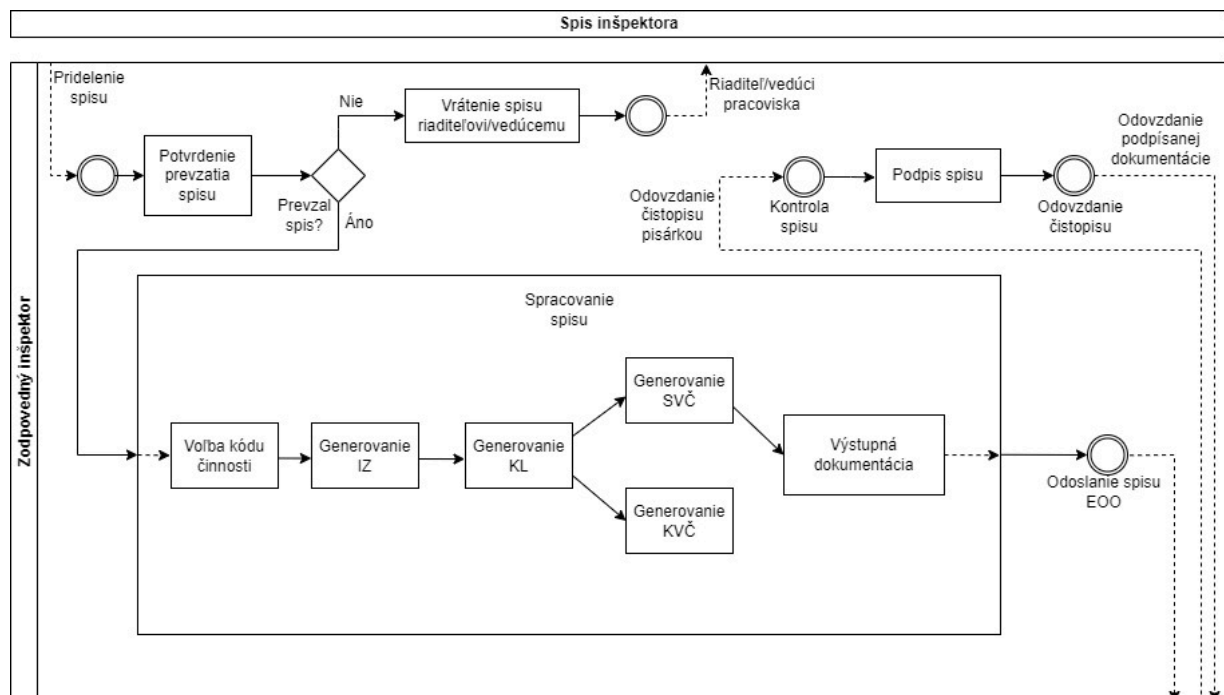 Spis inšpektora
Zodpovedný inšpektor
Pridelenie
spisu
Potvrdenie
prevzatia
spisu
Prevzal
spis?
Nie
Áno
Vrátenie spisu
riaditeľovi/vedúcemu
Riaditeľ/vedúci
pracoviska
Odovzdanie
čistopisu
pisárkou
Kontrola
spisu
Podpis spisu
Odovzdanie
čistopisu
Odovzdanie
podpísanej
dokumentácie
Spracovanie
spisu
Voľba kódu
činnosti
Generovanie
IZ
Generovanie
KL
Generovanie
SVČ
Generovanie
KVČ
Výstupná
dokumentácia
Odoslanie spisu
EOO